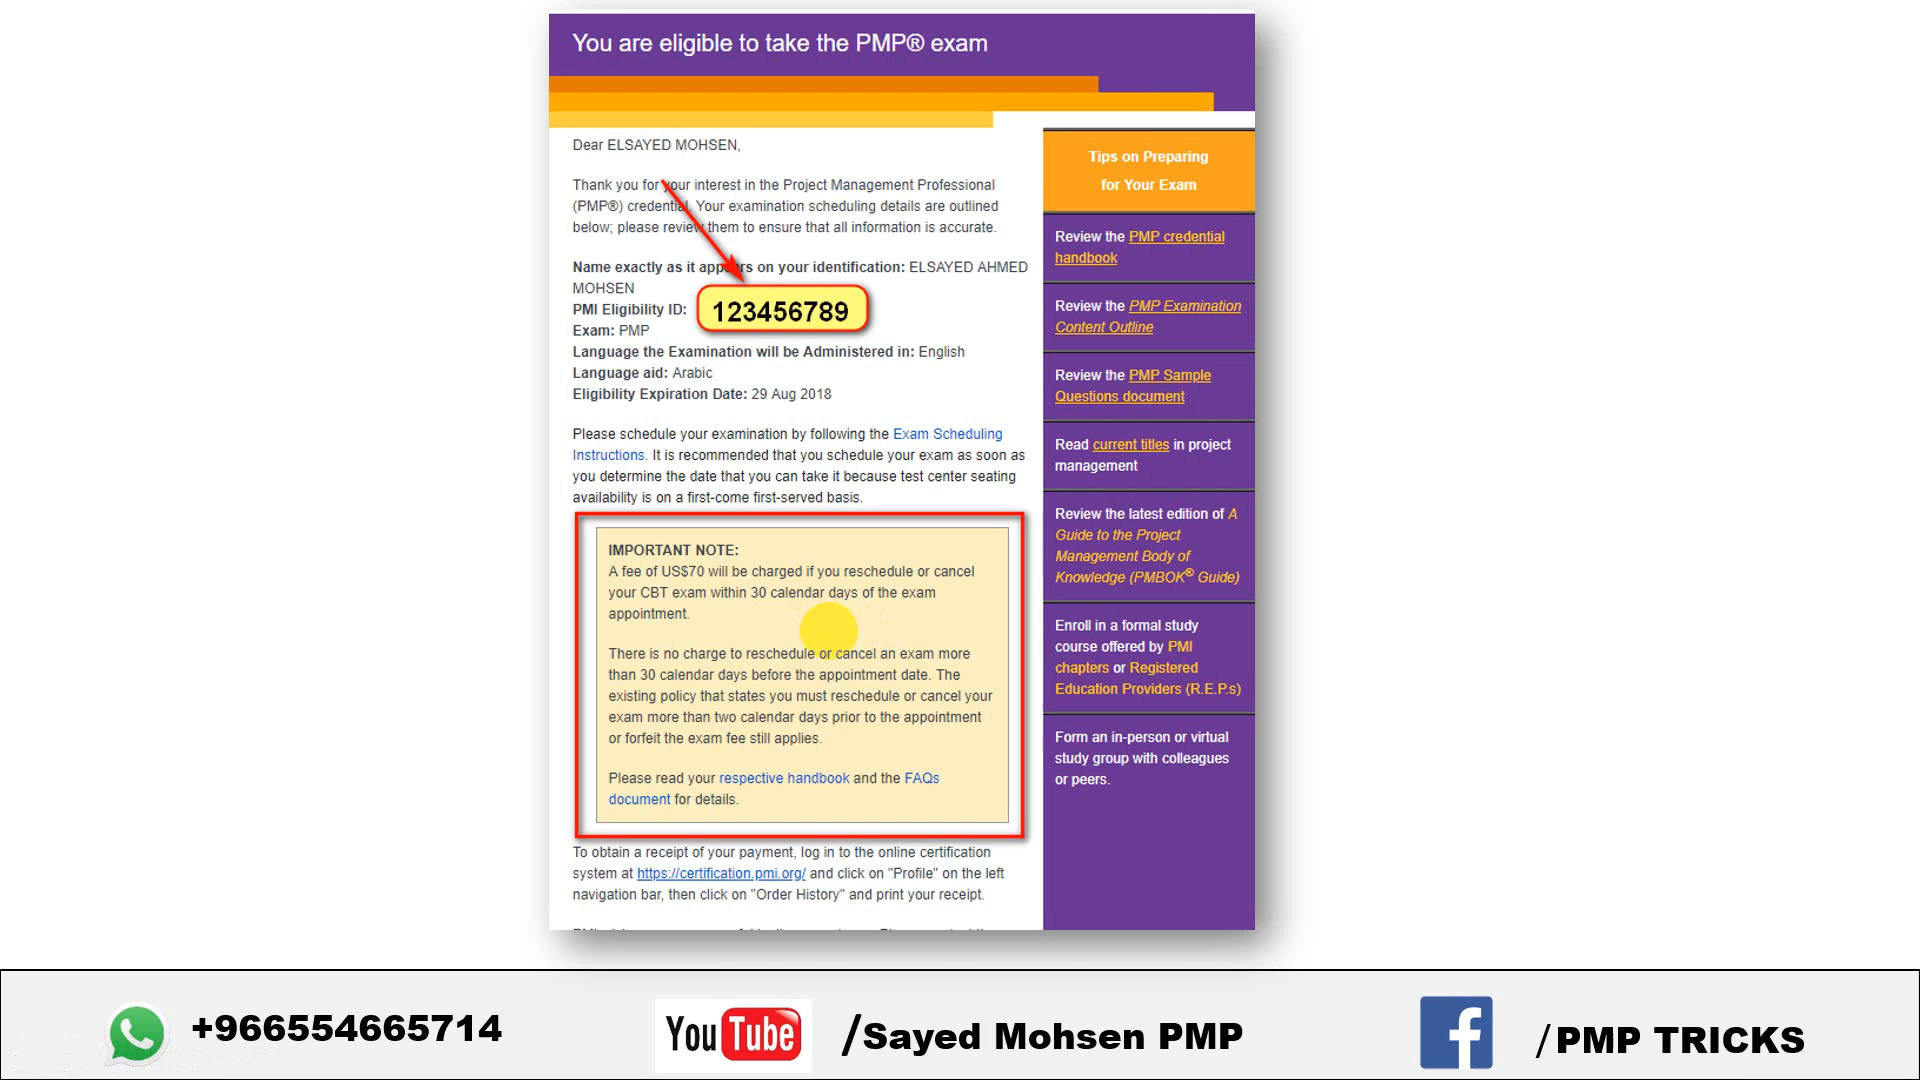 You are eligible to take the PMP® exam
Dear ELSAYED MOHSEN,
Thank you for your interest in the Project Management Professional
(PMP®) credential. Your examination scheduling details are outlined
below; please review them to ensure that all information is accurate.
Name exactly as it appears on your identification: ELSAYED AHMED
MOHSEN
PMI Eligibility ID: 123456789
Exam: PMP
Language the Examination will be Administered in: English
Language aid: Arabic
Eligibility Expiration Date: 29 Aug 2018
Please schedule your examination by following the Exam Scheduling
Instructions. It is recommended that you schedule your exam as soon as
you determine the date that you can take it because test center seating
availability is on a first-come first-served basis.
IMPORTANT NOTE:
A fee of US$70 will be charged if you reschedule or cancel
your CBT exam within 30 calendar days of the exam
appointment.
There is no charge to reschedule or cancel an exam more
than 30 calendar days before the appointment date. The
existing policy that states you must reschedule or cancel your
exam more than two calendar days prior to the appointment
or forfeit the exam fee still applies.
Please read your respective handbook and the FAQs
document for details.
To obtain a receipt of your payment, log in to the online certification
system at https://certification.pmi.org/ and click on "Profile" on the left
navigation bar, then click on "Order History" and print your receipt.
Tips on Preparing
for Your Exam
Review the PMP credential
handbook
Review the PMP Examination
Content Outline
Review the PMP Sample
Questions document
Read current titles in project
management
Review the latest edition of A
Guide to the Project
Management Body of
Knowledge (PMBOK® Guide)
Enroll in a formal study
course offered by PMI
chapters or Registered
Education Providers (R.E.P.s)
Form an in-person or virtual
study group with colleagues
or peers.
+966554665714
YouTube
/Sayed Mohsen PMP
/PMP TRICKS